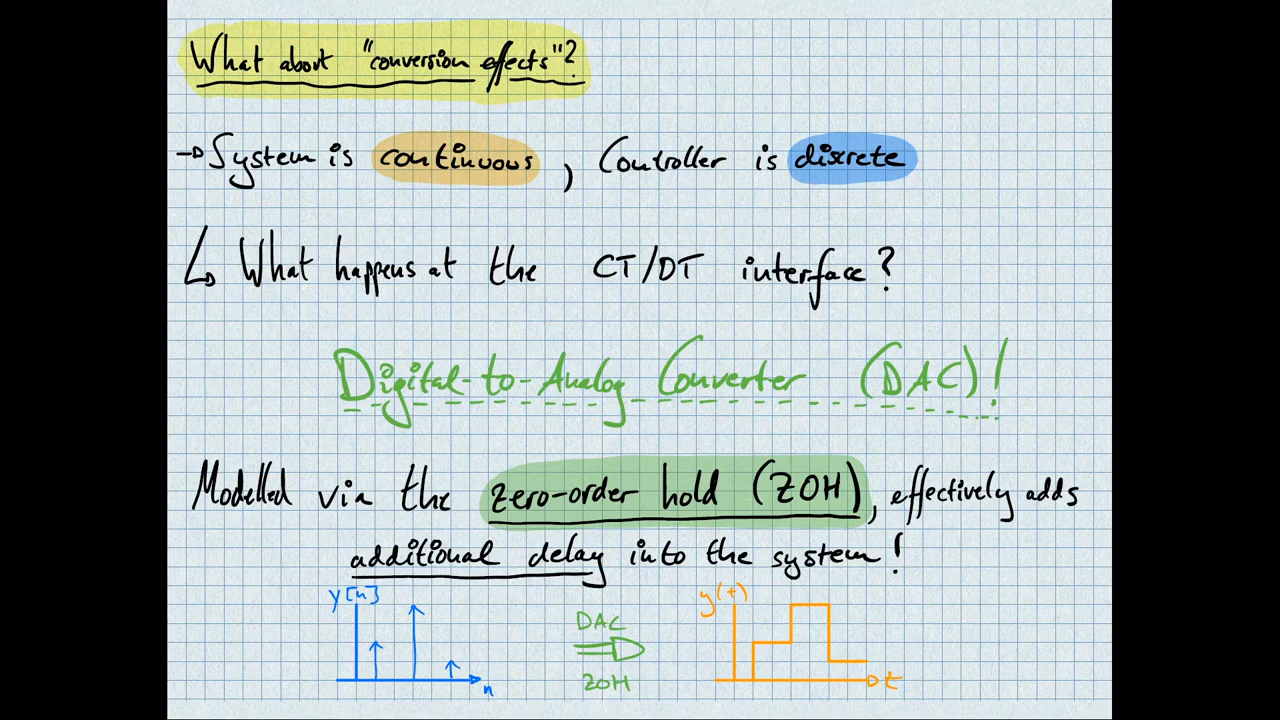 What about "conversion effects"?
→ System is continuous, Controller is discrete
↳ What happens at the CT/DT interface?
Digital-to-Analog Converter (DAC)!
Modelled via the zero-order hold (ZOH), effectively adds
additional delay into the system!
y[n]
n
DAC
ZOH
y(t)
t